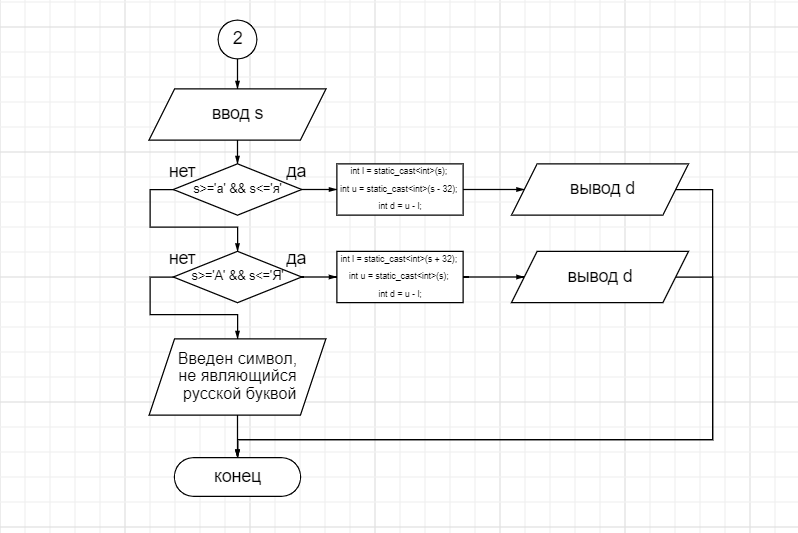 2
ввод s
нет
да
s>='а' && s<='я'
int l = static_cast<int>(s);
int u = static_cast<int>(s - 32);
int d = u - l;
вывод d
нет
да
s>='А' && s<='Я'
int l = static_cast<int>(s + 32);
int u = static_cast<int>(s);
int d = u - l;
вывод d
Введен символ,
не являющийся
русской буквой
конец